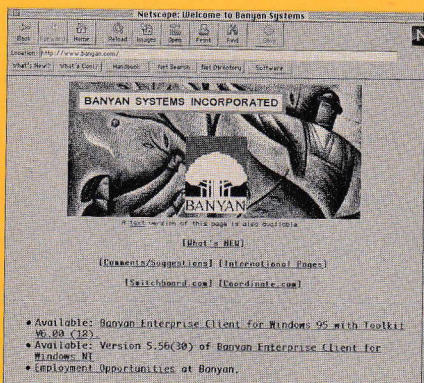 Netscape: Welcome to Banyan Systems
Back Forward Home Reload Images Open Print Find Stop
N
Location: http://www.banyan.com/
What's New? What's Cool? Handbook Net Search Net Directory Software
BANYAN SYSTEMS INCORPORATED
BANYAN
A text version of this page is also available
[What's NEW]
[Comments/Suggestions] [International Pages]
[Switchboard.com] [Coordinate.com]
Available: Banyan Enterprise Client for Windows 95 with Toolkit
V6.00 (18).
Available: Version 5.56(30) of Banyan Enterprise Client for
Windows NT
Employment Opportunities at Banyan.